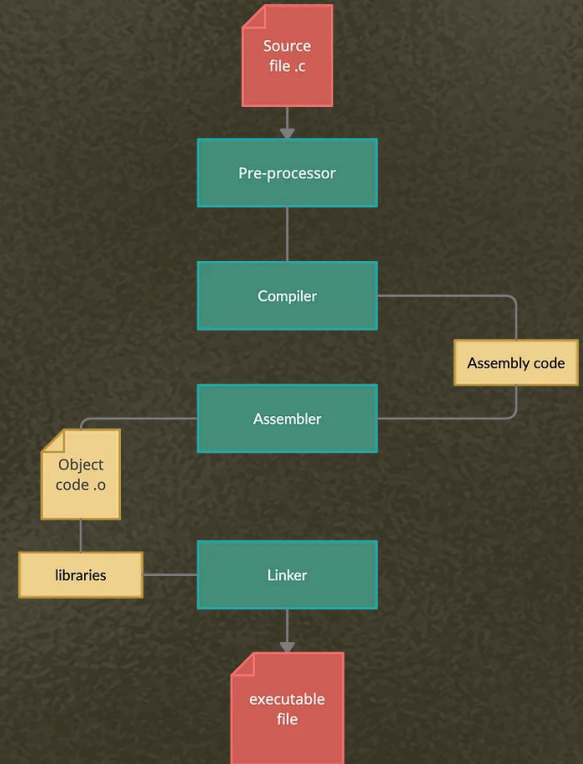 Source
file .c
Pre-processor
Compiler
Assembly code
Assembler
Object
code .o
libraries
Linker
executable
file